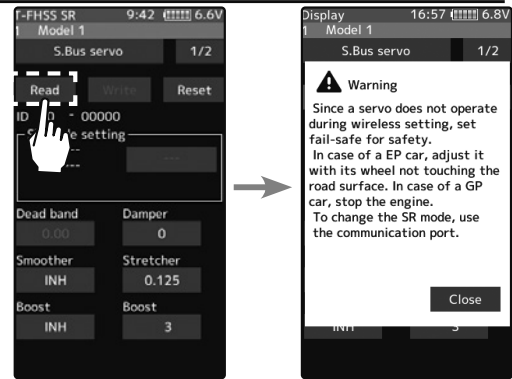 T-FHSS SR 9:42 6.6V
1 Model 1
S.Bus servo 1/2
Read Write Reset
ID - 00000
---
---
---
Dead band Damper
0.00 0
Smoother Stretcher
INH 0.125
Boost Boost
INH 3
Display 16:57 6.8V
1 Model 1
S.Bus servo 1/2
Warning
Since a servo does not operate
during wireless setting, set
fail-safe for safety.
In case of a EP car, adjust it
with its wheel not touching the
road surface. In case of a GP
car, stop the engine.
To change the SR mode, use
the communication port.
Close
INH 3